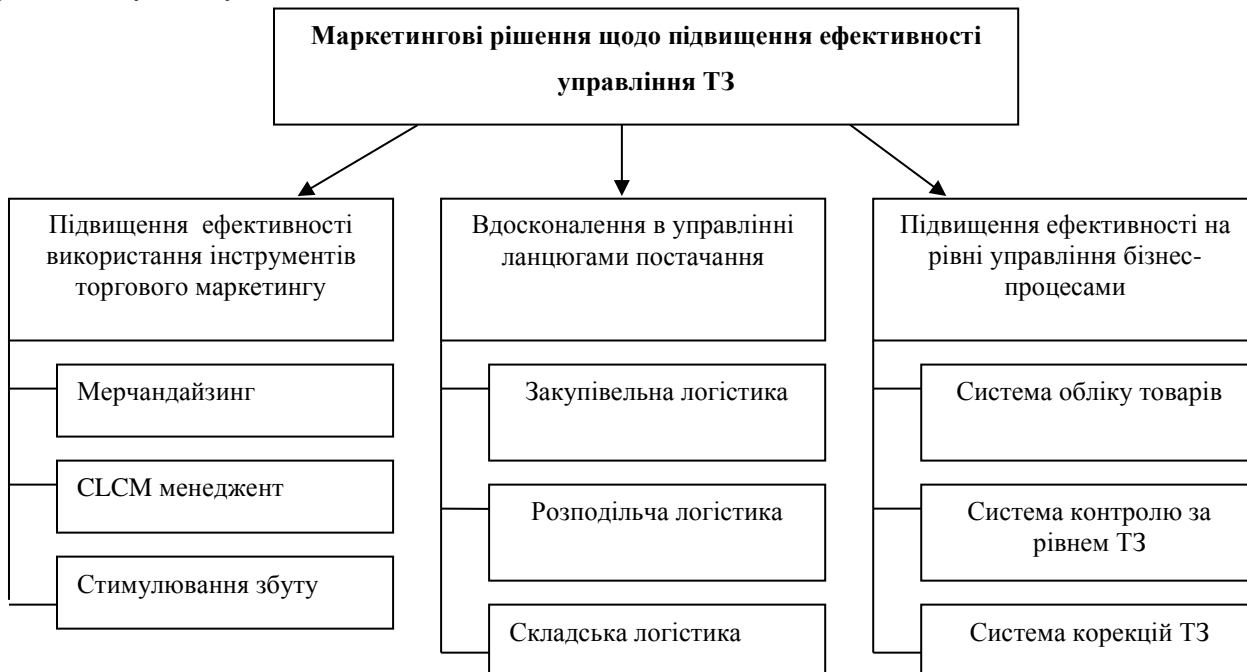 Маркетингові рішення щодо підвищення ефективності
управління ТЗ
Підвищення ефективності
використання інструментів
торгового маркетингу
Мерчандайзинг
CLCM менеджент
Стимулювання збуту
Вдосконалення в управлінні
ланцюгами постачання
Закупівельна логістика
Розподільча логістика
Складська логістика
Підвищення ефективності на
рівні управління бізнес-
процесами
Система обліку товарів
Система контролю за
рівнем ТЗ
Система корекцій ТЗ